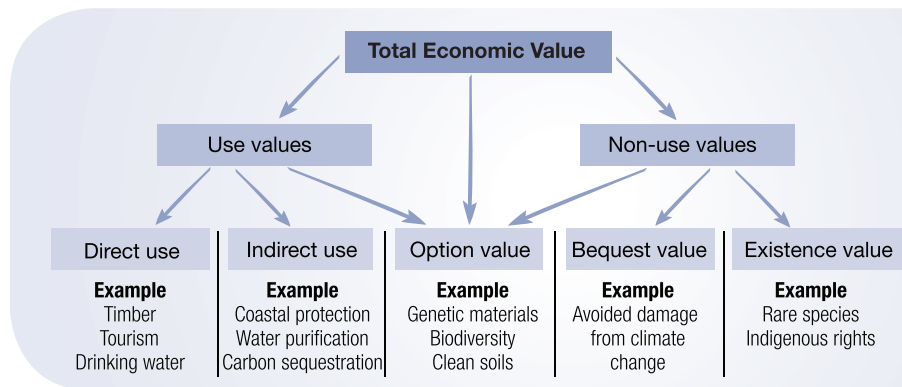 Total Economic Value
Use values
Non-use values
Direct use
Indirect use
Option value
Bequest value
Existence value
Example
Timber
Tourism
Drinking water
Example
Coastal protection
Water purification
Carbon sequestration
Example
Genetic materials
Biodiversity
Clean soils
Example
Avoided damage
from climate
change
Example
Rare species
Indigenous rights